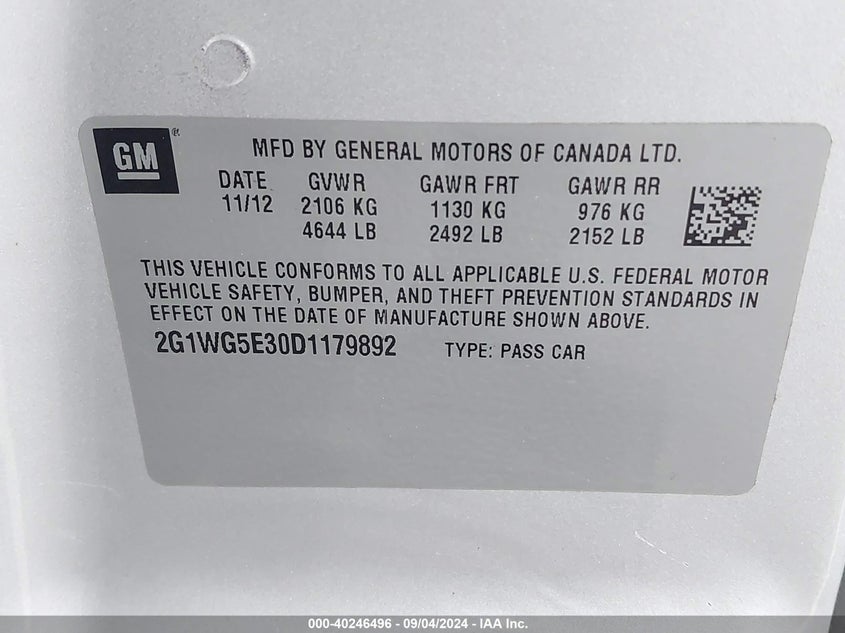 GM®
MFD BY GENERAL MOTORS OF CANADA LTD.
DATE GVWR GAWR FRT GAWR RR
11/12 2106 KG 1130 KG 976 KG
4644 LB 2492 LB 2152 LB
THIS VEHICLE CONFORMS TO ALL APPLICABLE U.S. FEDERAL MOTOR
VEHICLE SAFETY, BUMPER, AND THEFT PREVENTION STANDARDS IN
EFFECT ON THE DATE OF MANUFACTURE SHOWN ABOVE.
2G1WG5E30D1179892 TYPE: PASS CAR
000-40246496 - 09/04/2024 - IAA Inc.